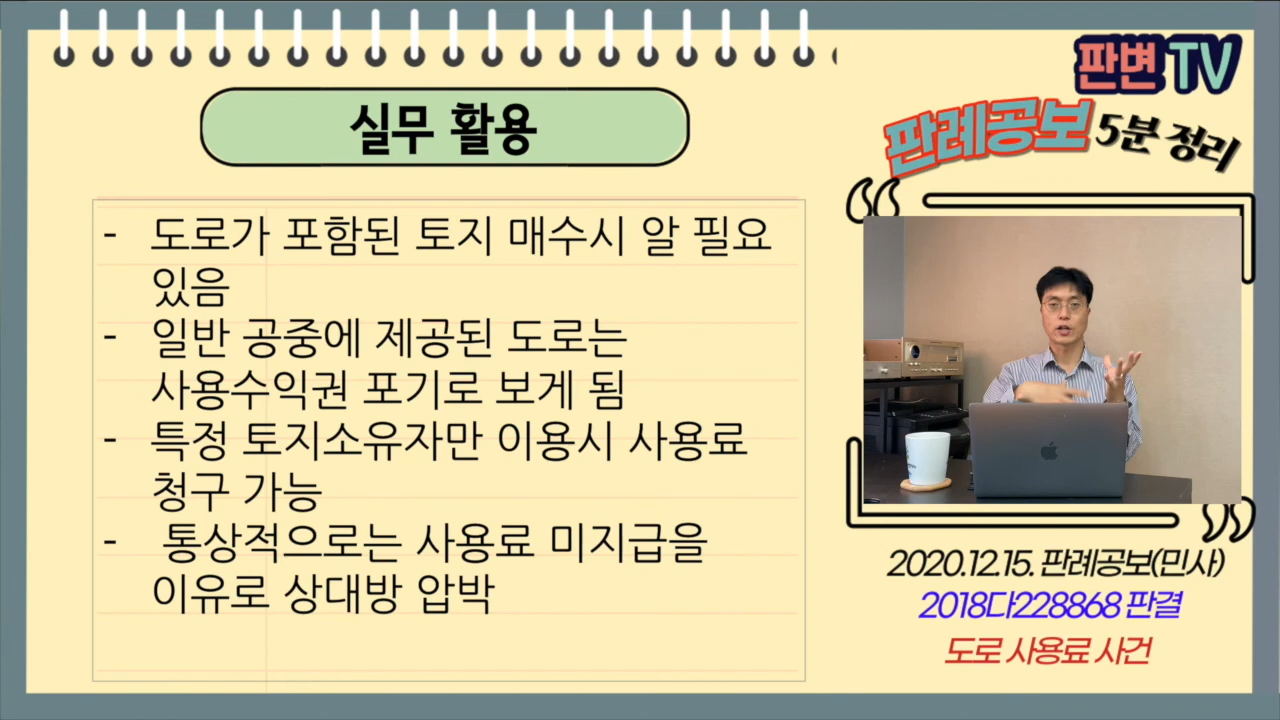 실무 활용
- 도로가 포함된 토지 매수시 알 필요
있음
- 일반 공중에 제공된 도로는
사용수익권 포기로 보게 됨
- 특정 토지소유자만 이용시 사용료
청구 가능
- 통상적으로는 사용료 미지급을
이유로 상대방 압박
판변TV
판례공보 5분 정리
2020.12.15. 판례공보(민사)
2018다228868 판결
도로 사용료 사건